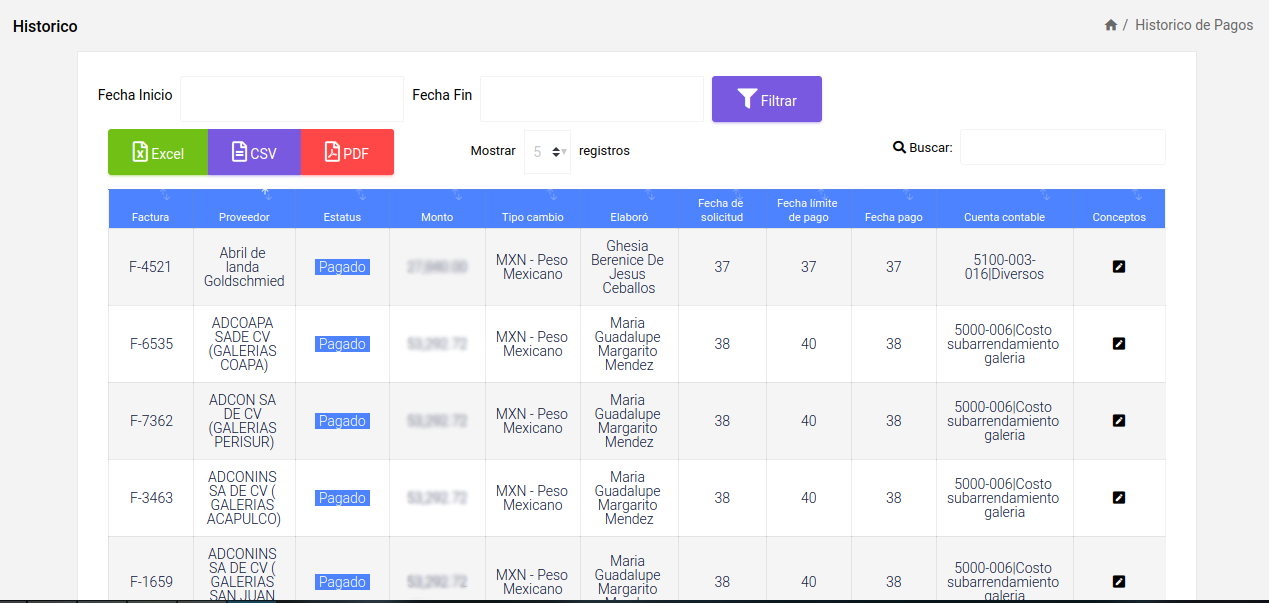 Historico
/ Historico de Pagos
Fecha Inicio
Fecha Fin
Filtrar
Excel
CSV
PDF
Mostrar 5 registros
Buscar:
Factura
Proveedor
Estatus
Monto
Tipo cambio
Elaboró
Fecha de
solicitud
Fecha límite
de pago
Fecha pago
Cuenta contable
Conceptos
F-4521
Abril de
landa
Goldschmied
Pagado
MXN - Peso
Mexicano
Ghesia
Berenice De
Jesus
Ceballos
37
37
37
5100-003-
016|Diversos
F-6535
ADCOAPA
SADE CV
(GALERIAS
COAPA)
Pagado
MXN - Peso
Mexicano
Maria
Guadalupe
Margarito
Mendez
38
40
38
5000-006|Costo
subarrendamiento
galeria
F-7362
ADCON SA
DE CV
(GALERIAS
PERISUR)
Pagado
MXN - Peso
Mexicano
Maria
Guadalupe
Margarito
Mendez
38
40
38
5000-006|Costo
subarrendamiento
galeria
F-3463
ADCONINS
SA DE CV (
GALERIAS
ACAPULCO)
Pagado
MXN - Peso
Mexicano
Maria
Guadalupe
Margarito
Mendez
38
40
38
5000-006|Costo
subarrendamiento
galeria
F-1659
ADCONINS
SA DE CV (
GALERIAS
SAN JUAN
Pagado
MXN - Peso
Mexicano
Maria
Guadalupe
Margarito
38
40
38
5000-006|Costo
subarrendamiento
galeria